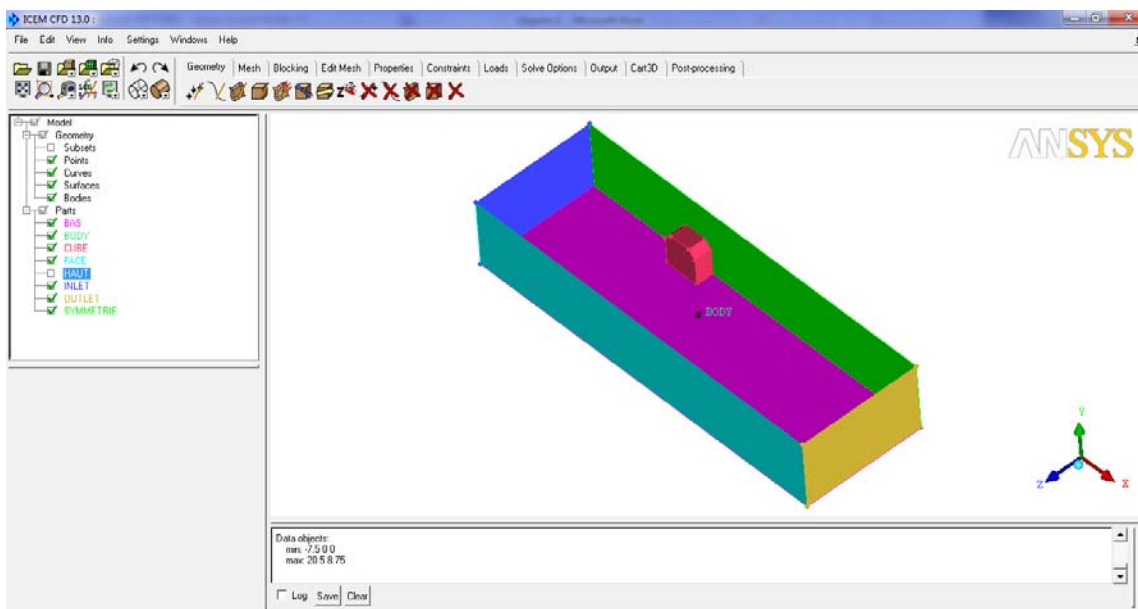 ICEM CFD 13.0 :
File Edit View Info Settings Windows Help
Geometry Mesh Blocking Edit Mesh Properties Constraints Loads Solve Options Output Cart3D Post-processing
Model
Geometry
Subsets
Points
Curves
Surfaces
Bodies
Parts
BAS
BODY
CUBE
FACE
HAUT
INLET
OUTLET
SYMMETRIE
ANSYS
BODY
Y
Z
X
Data objects:
min: -7.5 0 0
max: 20 5 8.75
Log Save Clear